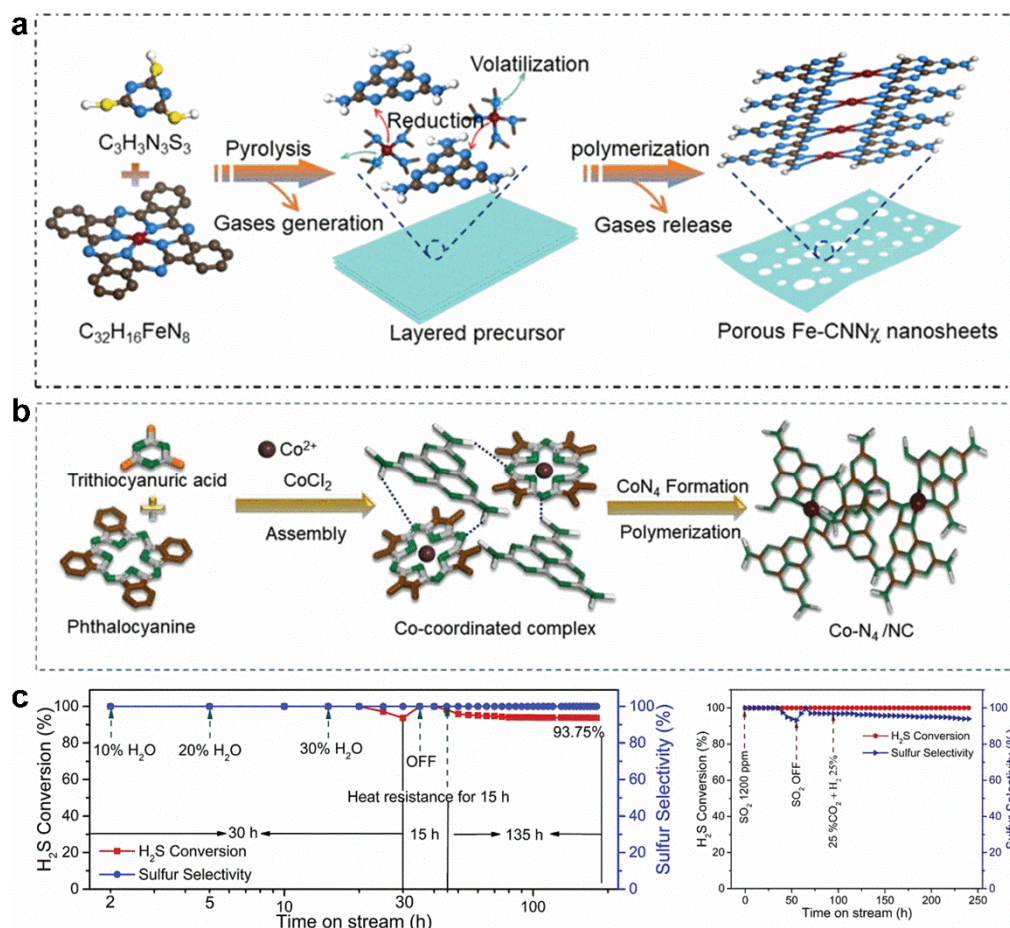 a
C₃H₃N₃S₃
C₃₂H₁₆FeN₈
Pyrolysis
Gases generation
Volatilization
Reduction
Layered precursor
polymerization
Gases release
Porous Fe-CNNχ nanosheets
b
Trithiocyanuric acid
Phthalocyanine
Co²⁺
CoCl₂
Assembly
Co-coordinated complex
CoN₄ Formation
Polymerization
Co-N₄ /NC
c
H₂S Conversion (%)
100
80
60
40
20
0
10% H₂O
20% H₂O
30% H₂O
OFF
93.75%
Heat resistance for 15 h
30 h
15 h
135 h
H₂S Conversion
Sulfur Selectivity
2
10
30
100
Time on stream (h)
100
80
60
40
20
0
Sulfur Selectivity (%)
H₂S Conversion (%)
100
80
60
40
20
0
SO₂ 1200 ppm
SO₂ OFF
25 %CO₂ + H₂ 25%
H₂S Conversion
Sulfur Selectivity
0
50
100
150
200
250
Time on stream (h)
100
80
60
40
20
0
Sulfur Selectivity (%)